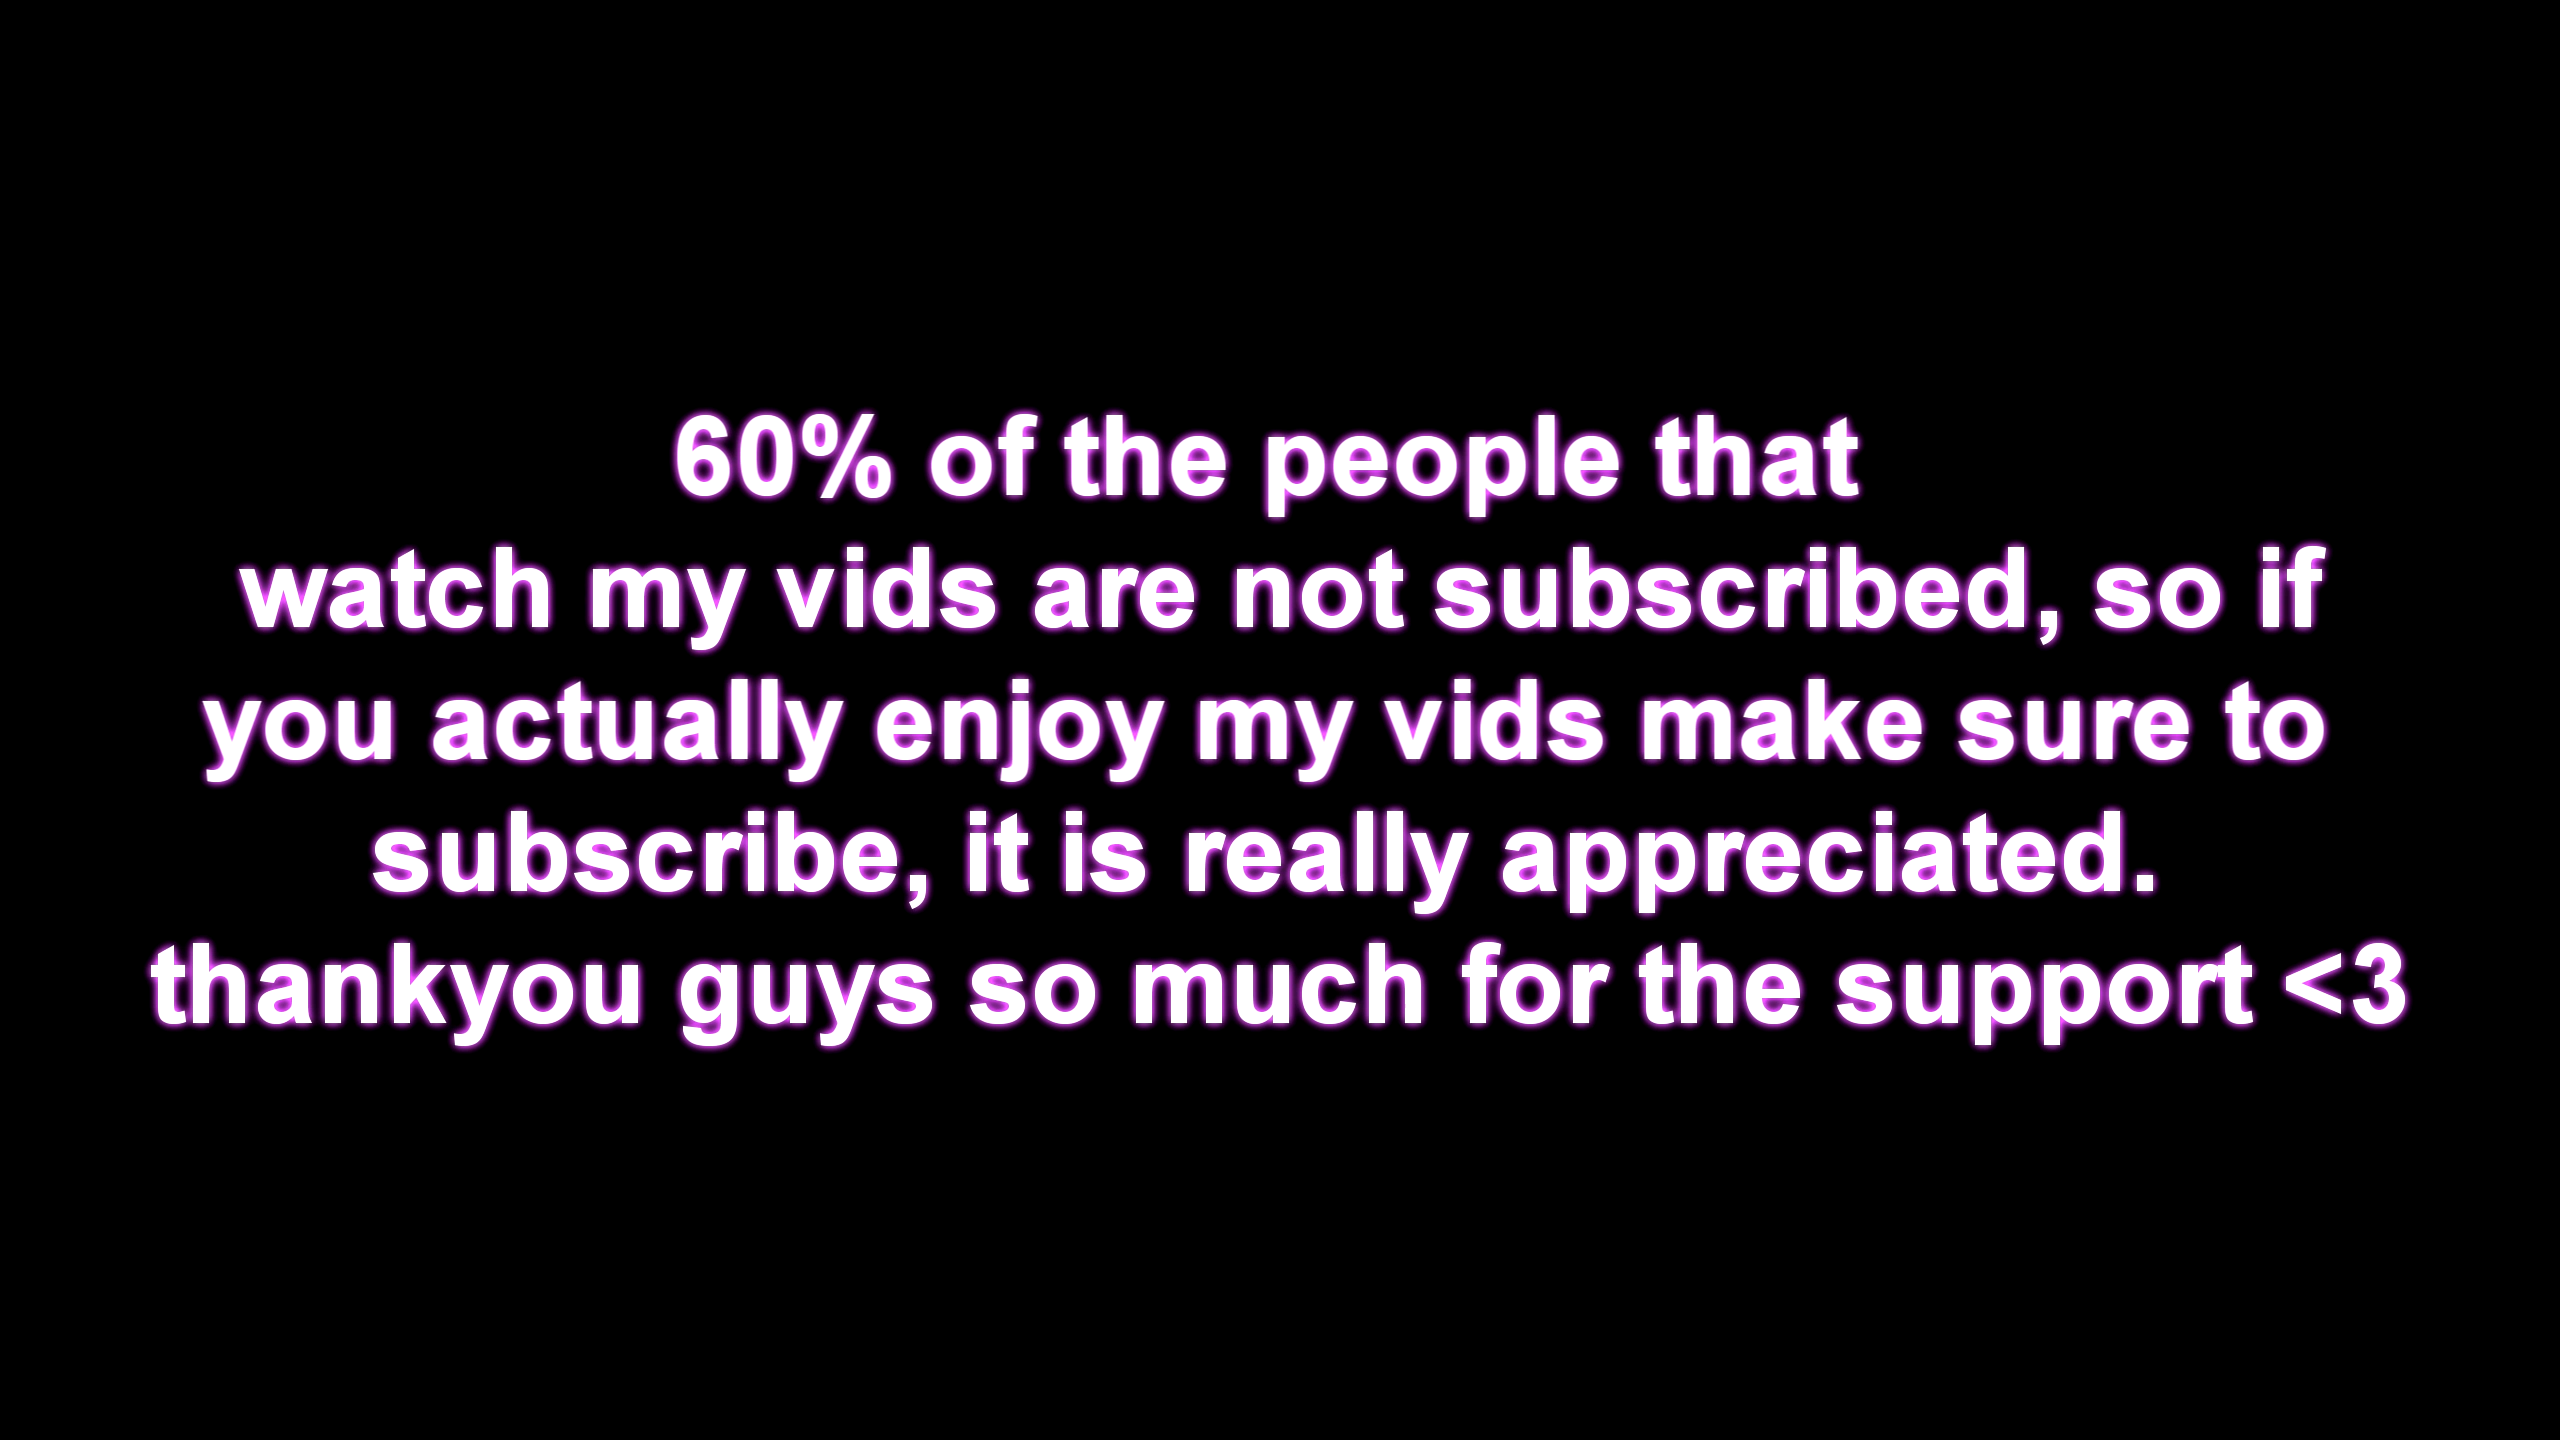 60% of the people that
watch my vids are not subscribed, so if
you actually enjoy my vids make sure to
subscribe, it is really appreciated.
thankyou guys so much for the support <3